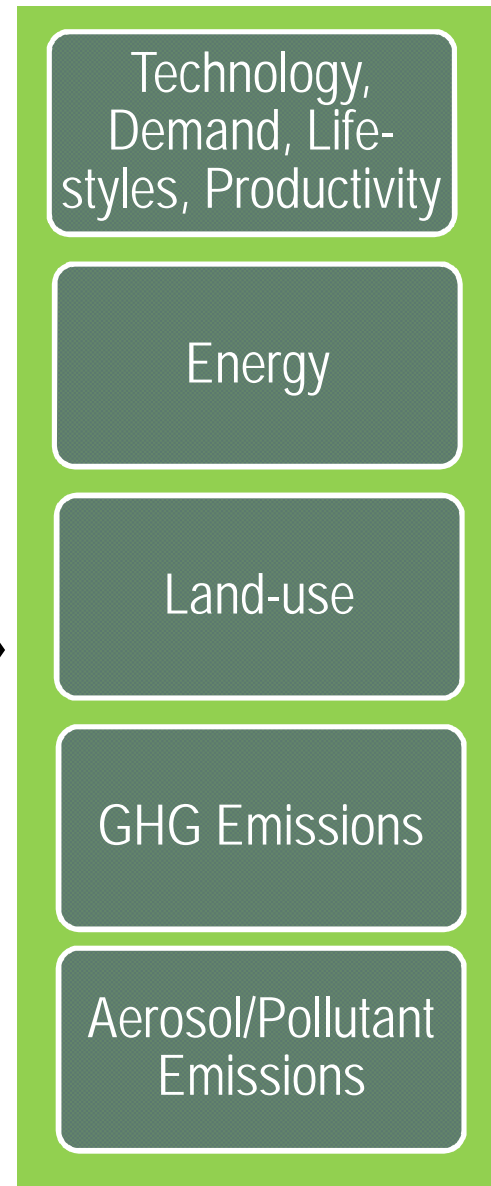 Technology,
Demand, Life-
styles, Productivity
Energy
Land-use
GHG Emissions
Aerosol/Pollutant
Emissions